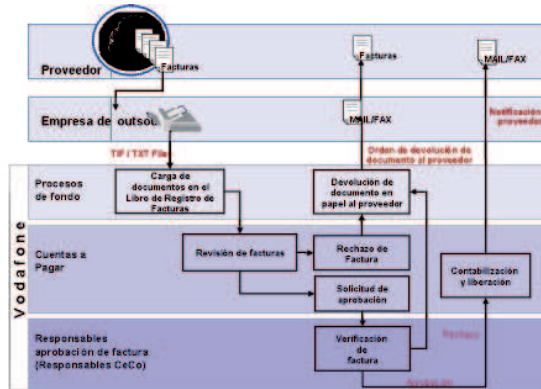 Facturas
Facturas
MAIL/FAX
Proveedor
Notificación
proveedor
Empresa de outsou
MAIL/FAX
TIF / TXT Files
Orden de devolución de
documento al proveedor
Vodafone
Procesos
de fondo
Carga de
documentos en el
Libro de Registro de
Facturas
Devolución de
documento en
papel al proveedor
Cuentas a
Pagar
Revisión de facturas
Rechazo de
Factura
Contabilización
y liberación
Solicitud de
aprobación
Responsables
aprobación de factura
(Responsables CeCo)
Verificación
de
factura
Rechazo